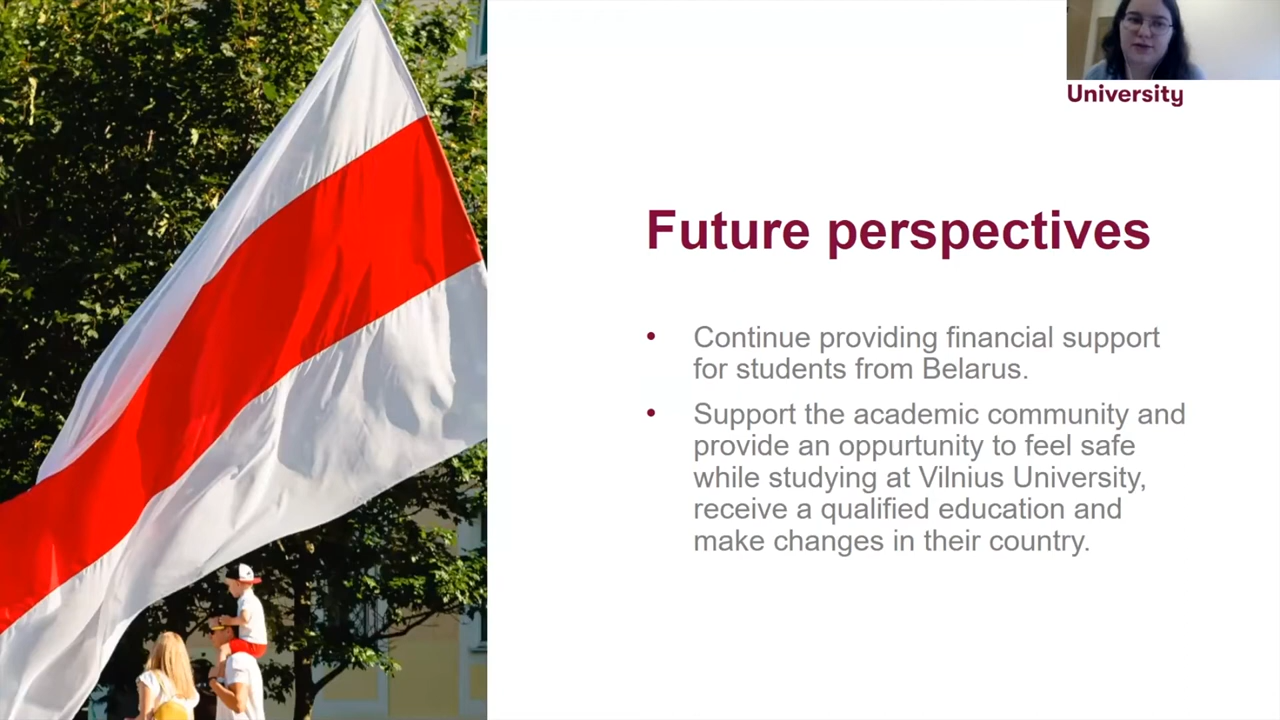 University
Future perspectives
• Continue providing financial support
for students from Belarus.
• Support the academic community and
provide an oppurtunity to feel safe
while studying at Vilnius University,
receive a qualified education and
make changes in their country.